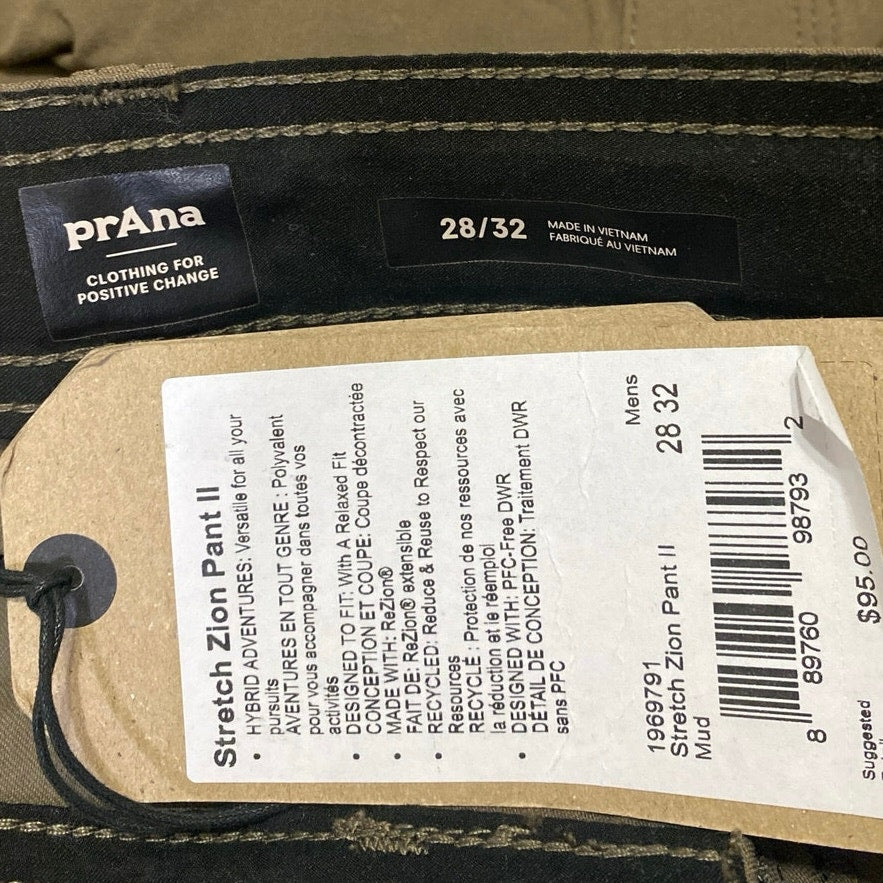 prAna
CLOTHING FOR
POSITIVE CHANGE
28/32
MADE IN VIETNAM
FABRIQUÉ AU VIETNAM
Stretch Zion Pant II
• HYBRID ADVENTURES: Versatile for all your
pursuits
AVENTURES EN TOUT GENRE : Polyvalent
pour vous accompagner dans toutes vos
activités
• DESIGNED TO FIT: With A Relaxed Fit
CONCEPTION ET COUPE: Coupe décontractée
• MADE WITH: ReZion®
FAIT DE: ReZion® extensible
• RECYCLED: Reduce & Reuse to Respect our
Resources
RECYCLÉ : Protection de nos ressources avec
la réduction et le réemploi
• DESIGNED WITH: PFC-Free DWR
DÉTAIL DE CONCEPTION: Traitement DWR
sans PFC
Mens
1969791
28 32
Stretch Zion Pant II
Mud
8 89760 98793 2
Suggested
$95.00